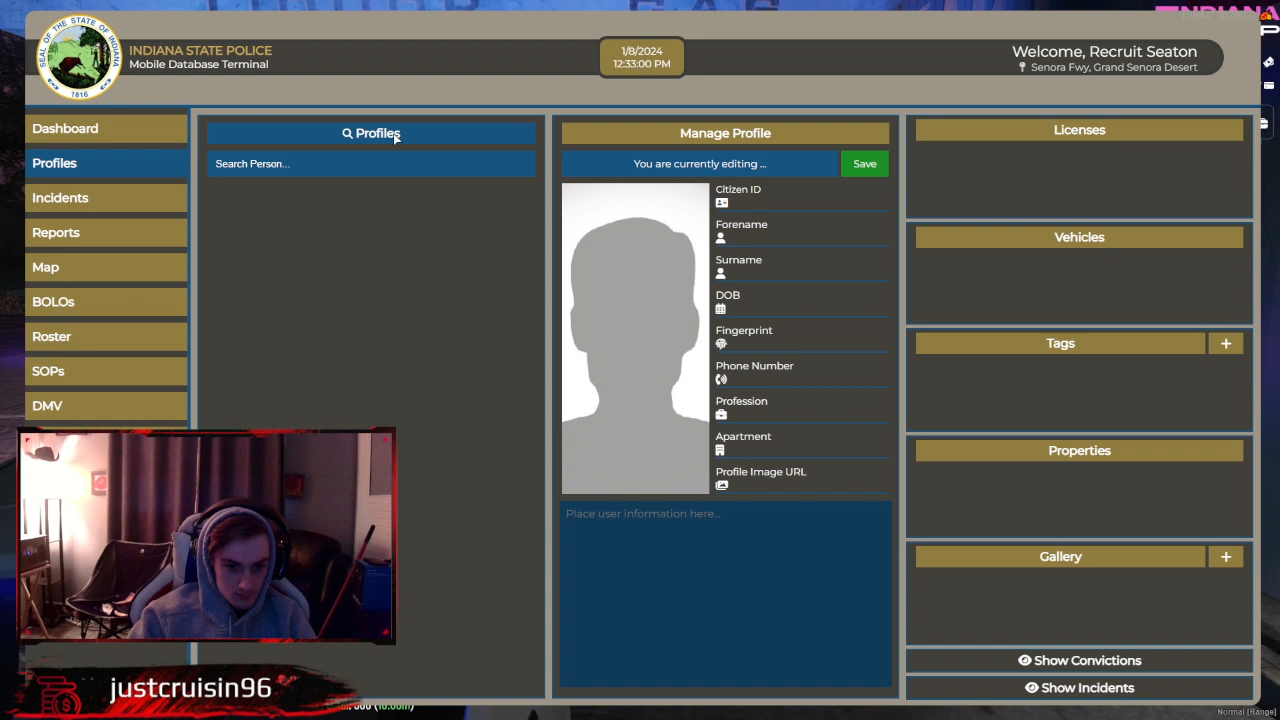 INDIANA
SEAL OF THE STATE OF INDIANA
1816
INDIANA STATE POLICE
Mobile Database Terminal
1/8/2024
12:33:00 PM
Welcome, Recruit Seaton
Senora Fwy, Grand Senora Desert
Dashboard
Profiles
Incidents
Reports
Map
BOLOs
Roster
SOPs
DMV
Profiles
Search Person...
Manage Profile
You are currently editing ...
Save
Citizen ID
Forename
Surname
DOB
Fingerprint
Phone Number
Profession
Apartment
Profile Image URL
Place user information here...
Licenses
Vehicles
Tags
+
Properties
Gallery
+
Show Convictions
Show Incidents
justcruisin96
Normal [Range]